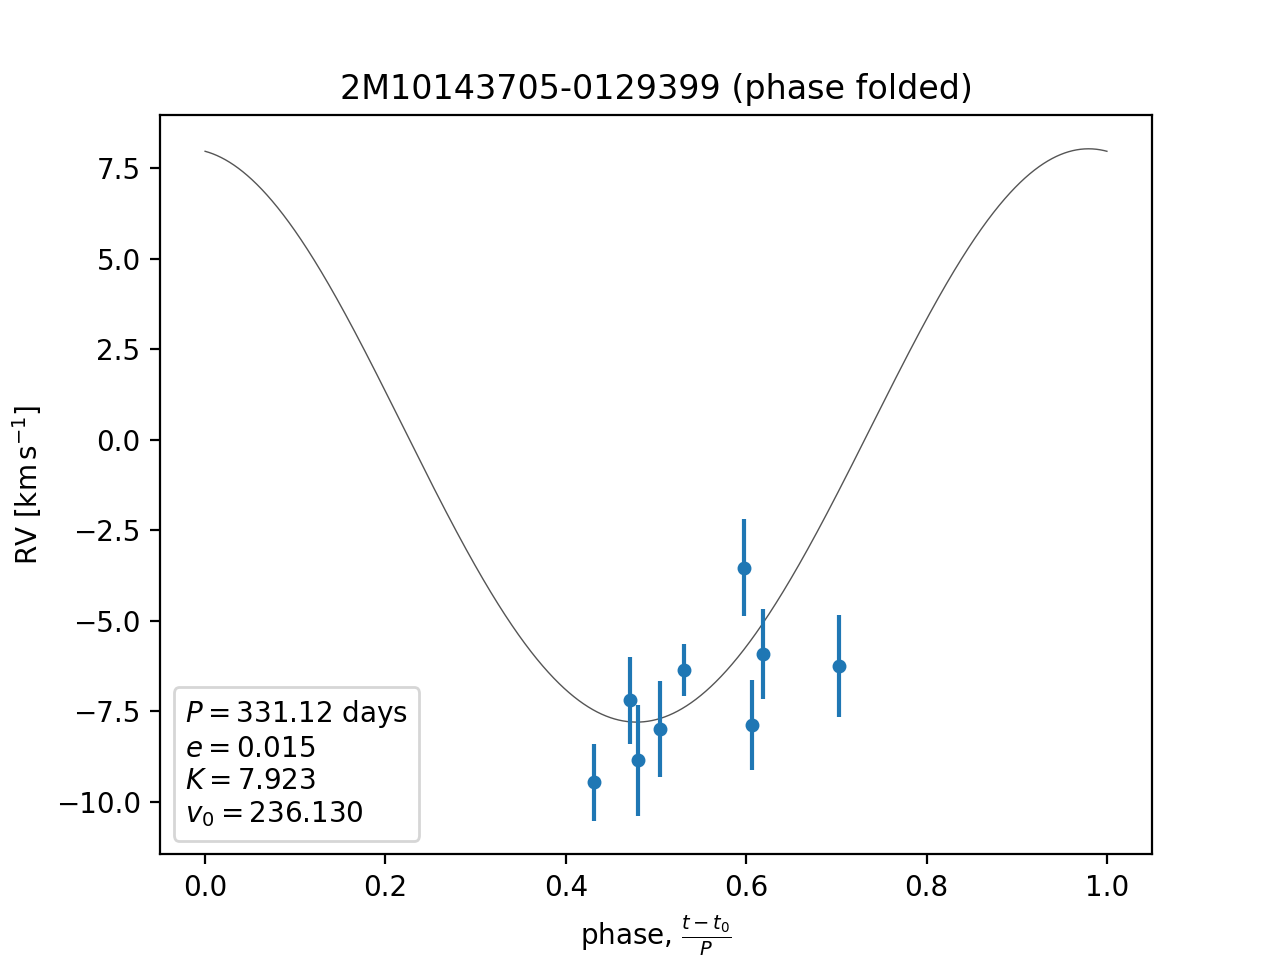 2M10143705-0129399 (phase folded)
RV [km s⁻¹]
7.5
5.0
2.5
0.0
−2.5
−5.0
−7.5
−10.0
P = 331.12 days
e = 0.015
K = 7.923
v₀ = 236.130
0.0 0.2 0.4 0.6 0.8 1.0
phase, (t − t₀)/P